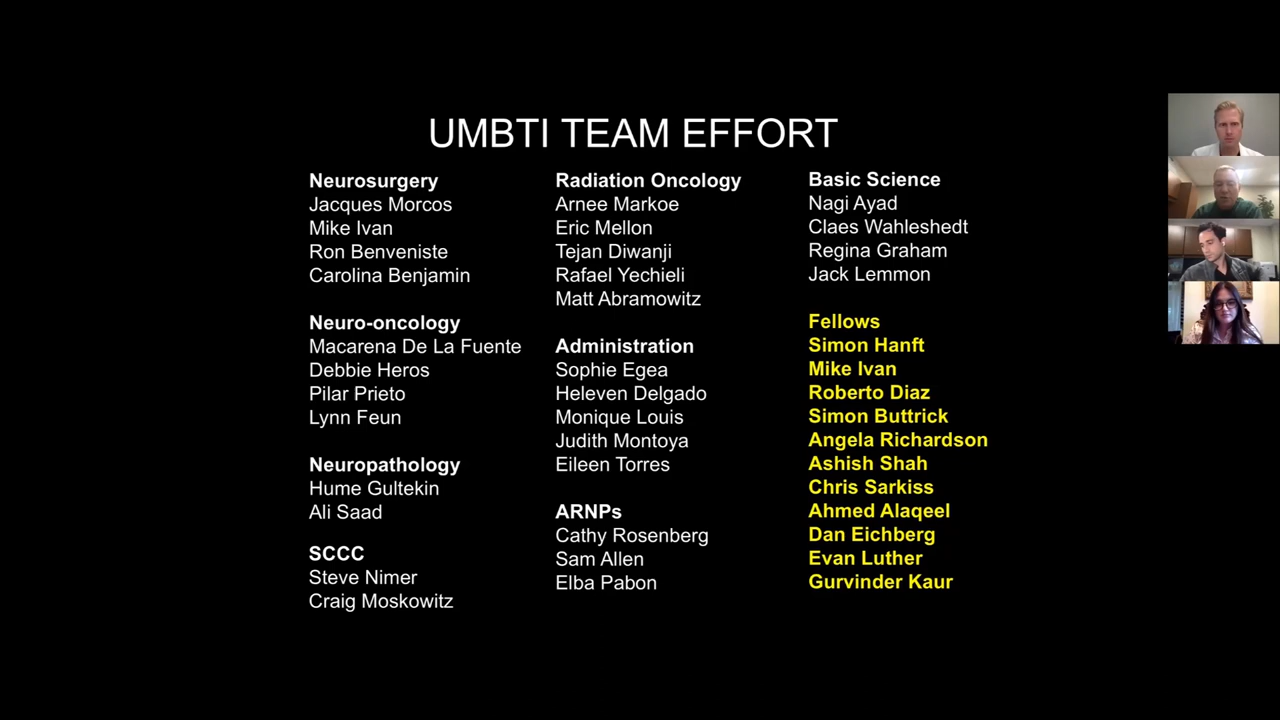 UMBTI TEAM EFFORT
Neurosurgery
Jacques Morcos
Mike Ivan
Ron Benveniste
Carolina Benjamin
Neuro-oncology
Macarena De La Fuente
Debbie Heros
Pilar Prieto
Lynn Feun
Neuropathology
Hume Gultekin
Ali Saad
SCCC
Steve Nimer
Craig Moskowitz
Radiation Oncology
Arnee Markoe
Eric Mellon
Tejan Diwanji
Rafael Yechieli
Matt Abramowitz
Administration
Sophie Egea
Heleven Delgado
Monique Louis
Judith Montoya
Eileen Torres
ARNPs
Cathy Rosenberg
Sam Allen
Elba Pabon
Basic Science
Nagi Ayad
Claes Wahleshedt
Regina Graham
Jack Lemmon
Fellows
Simon Hanft
Mike Ivan
Roberto Diaz
Simon Buttrick
Angela Richardson
Ashish Shah
Chris Sarkiss
Ahmed Alaqeel
Dan Eichberg
Evan Luther
Gurvinder Kaur